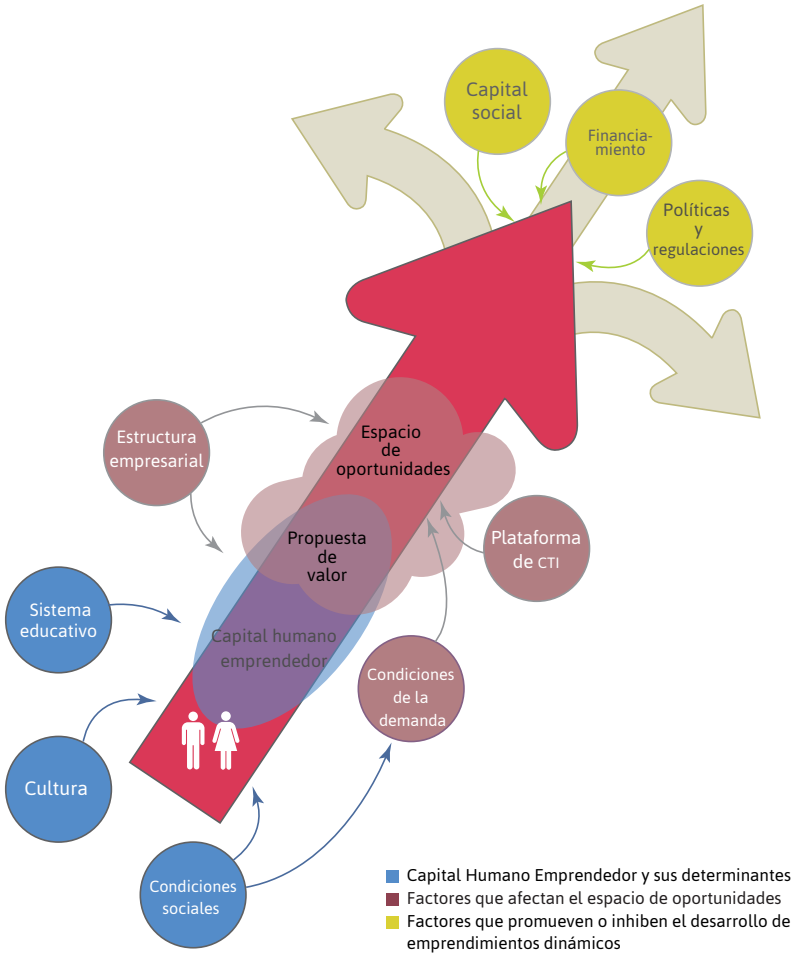 Capital
social
Financia-
miento
Políticas
y
regulaciones
Estructura
empresarial
Espacio
de
oportunidades
Plataforma
de CTI
Propuesta
de
valor
Sistema
educativo
Capital humano
emprendedor
Condiciones
de la
demanda
Cultura
Condiciones
sociales
Capital Humano Emprendedor y sus determinantes
Factores que afectan el espacio de oportunidades
Factores que promueven o inhiben el desarrollo de
emprendimientos dinámicos